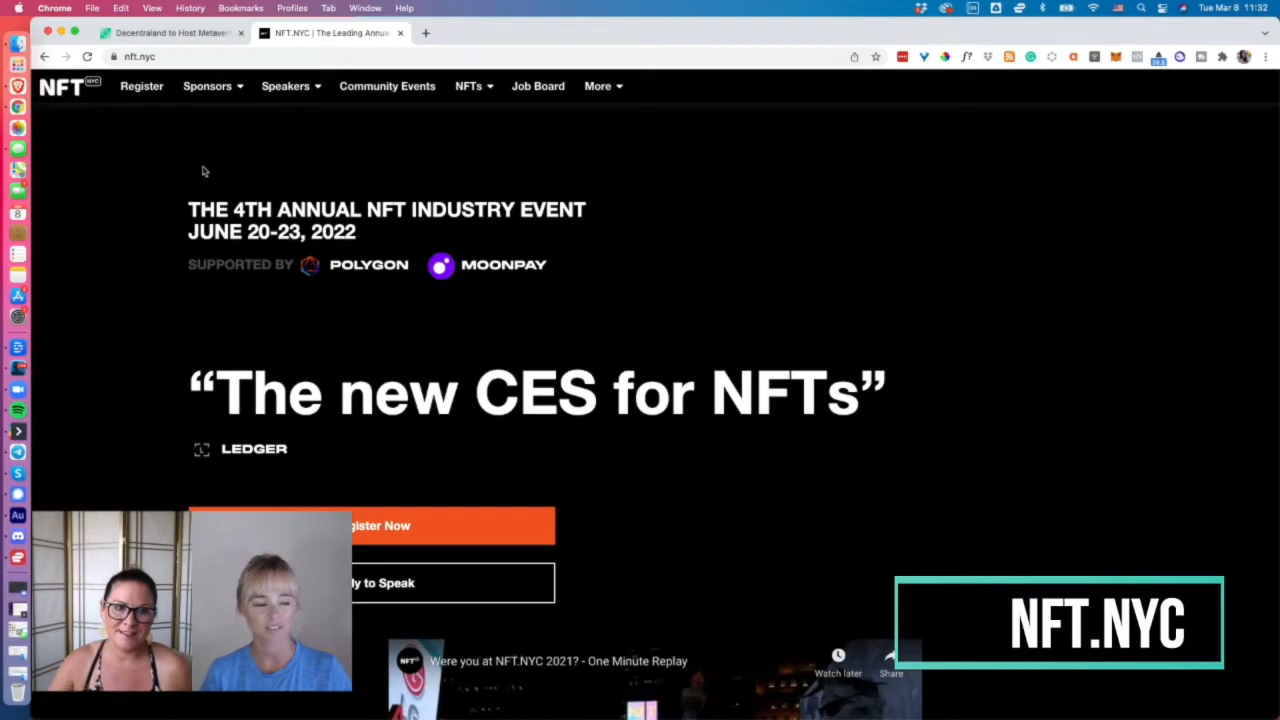 Chrome File Edit View History Bookmarks Profiles Tab Window Help
Tue Mar 8 11:32
Decentraland to Host Metavers
NFT.NYC | The Leading Annua
nft.nyc
NFT NYC
Register Sponsors Speakers Community Events NFTs Job Board More
THE 4TH ANNUAL NFT INDUSTRY EVENT
JUNE 20-23, 2022
SUPPORTED BY POLYGON MOONPAY
“The new CES for NFTs”
LEDGER
gister Now
ly to Speak
NFT.NYC
NFT Were you at NFT.NYC 2021? - One Minute Replay
Watch later Share